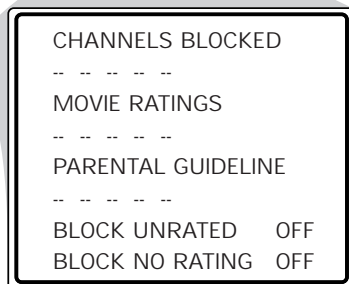 CHANNELS BLOCKED
-- -- -- -- --
MOVIE RATINGS
-- -- -- -- --
PARENTAL GUIDELINE
-- -- -- -- --
BLOCK UNRATED OFF
BLOCK NO RATING OFF